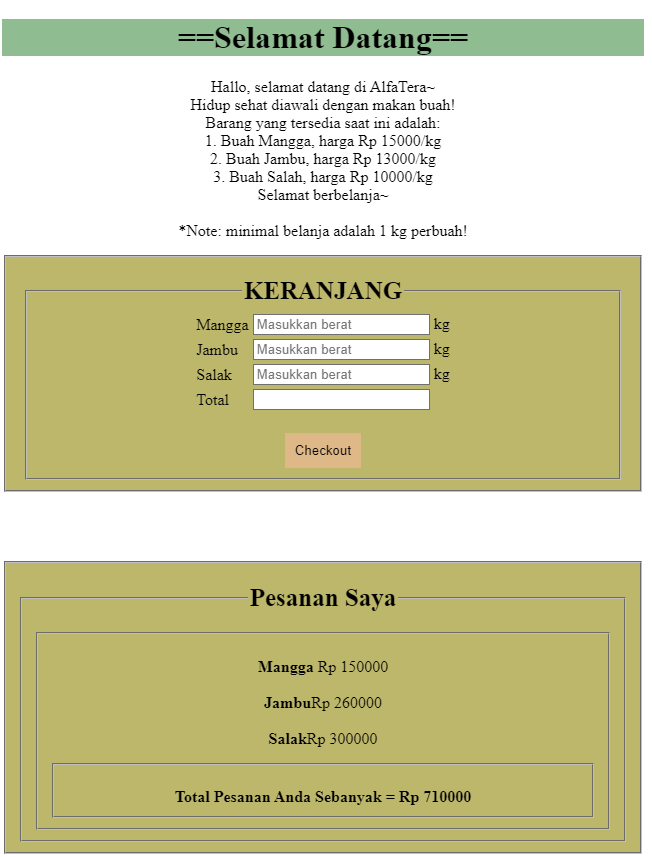 ==Selamat Datang==
Hallo, selamat datang di AlfaTera~
Hidup sehat diawali dengan makan buah!
Barang yang tersedia saat ini adalah:
1. Buah Mangga, harga Rp 15000/kg
2. Buah Jambu, harga Rp 13000/kg
3. Buah Salah, harga Rp 10000/kg
Selamat berbelanja~
*Note: minimal belanja adalah 1 kg perbuah!
KERANJANG
Mangga Masukkan berat kg
Jambu Masukkan berat kg
Salak Masukkan berat kg
Total
Checkout
Pesanan Saya
Mangga Rp 150000
JambuRp 260000
SalakRp 300000
Total Pesanan Anda Sebanyak = Rp 710000